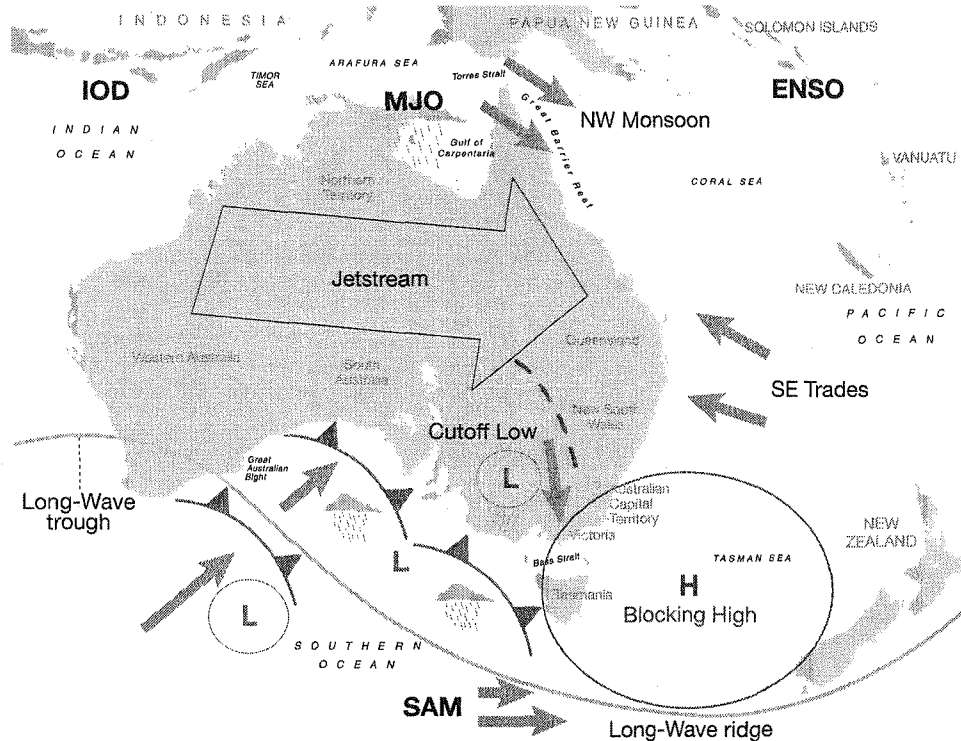 INDONESIA
PAPUA NEW GUINEA
SOLOMON ISLANDS
ARAFURA SEA
TIMOR
SEA
Torres Strait
IOD
MJO
ENSO
NW Monsoon
INDIAN
OCEAN
Gulf of
Carpentaria
Great Barrier Reef
VANUATU
CORAL SEA
Northern
Territory
Jetstream
NEW CALEDONIA
PACIFIC
OCEAN
Western Australia
South
Australia
Queensland
SE Trades
New South
Wales
Cutoff Low
L
Great
Australian
Bight
Long-Wave
trough
Australian
Capital
Territory
Victoria
NEW
ZEALAND
Bass Strait
TASMAN SEA
L
H
Tasmania
Blocking High
L
SOUTHERN
OCEAN
SAM
Long-Wave ridge